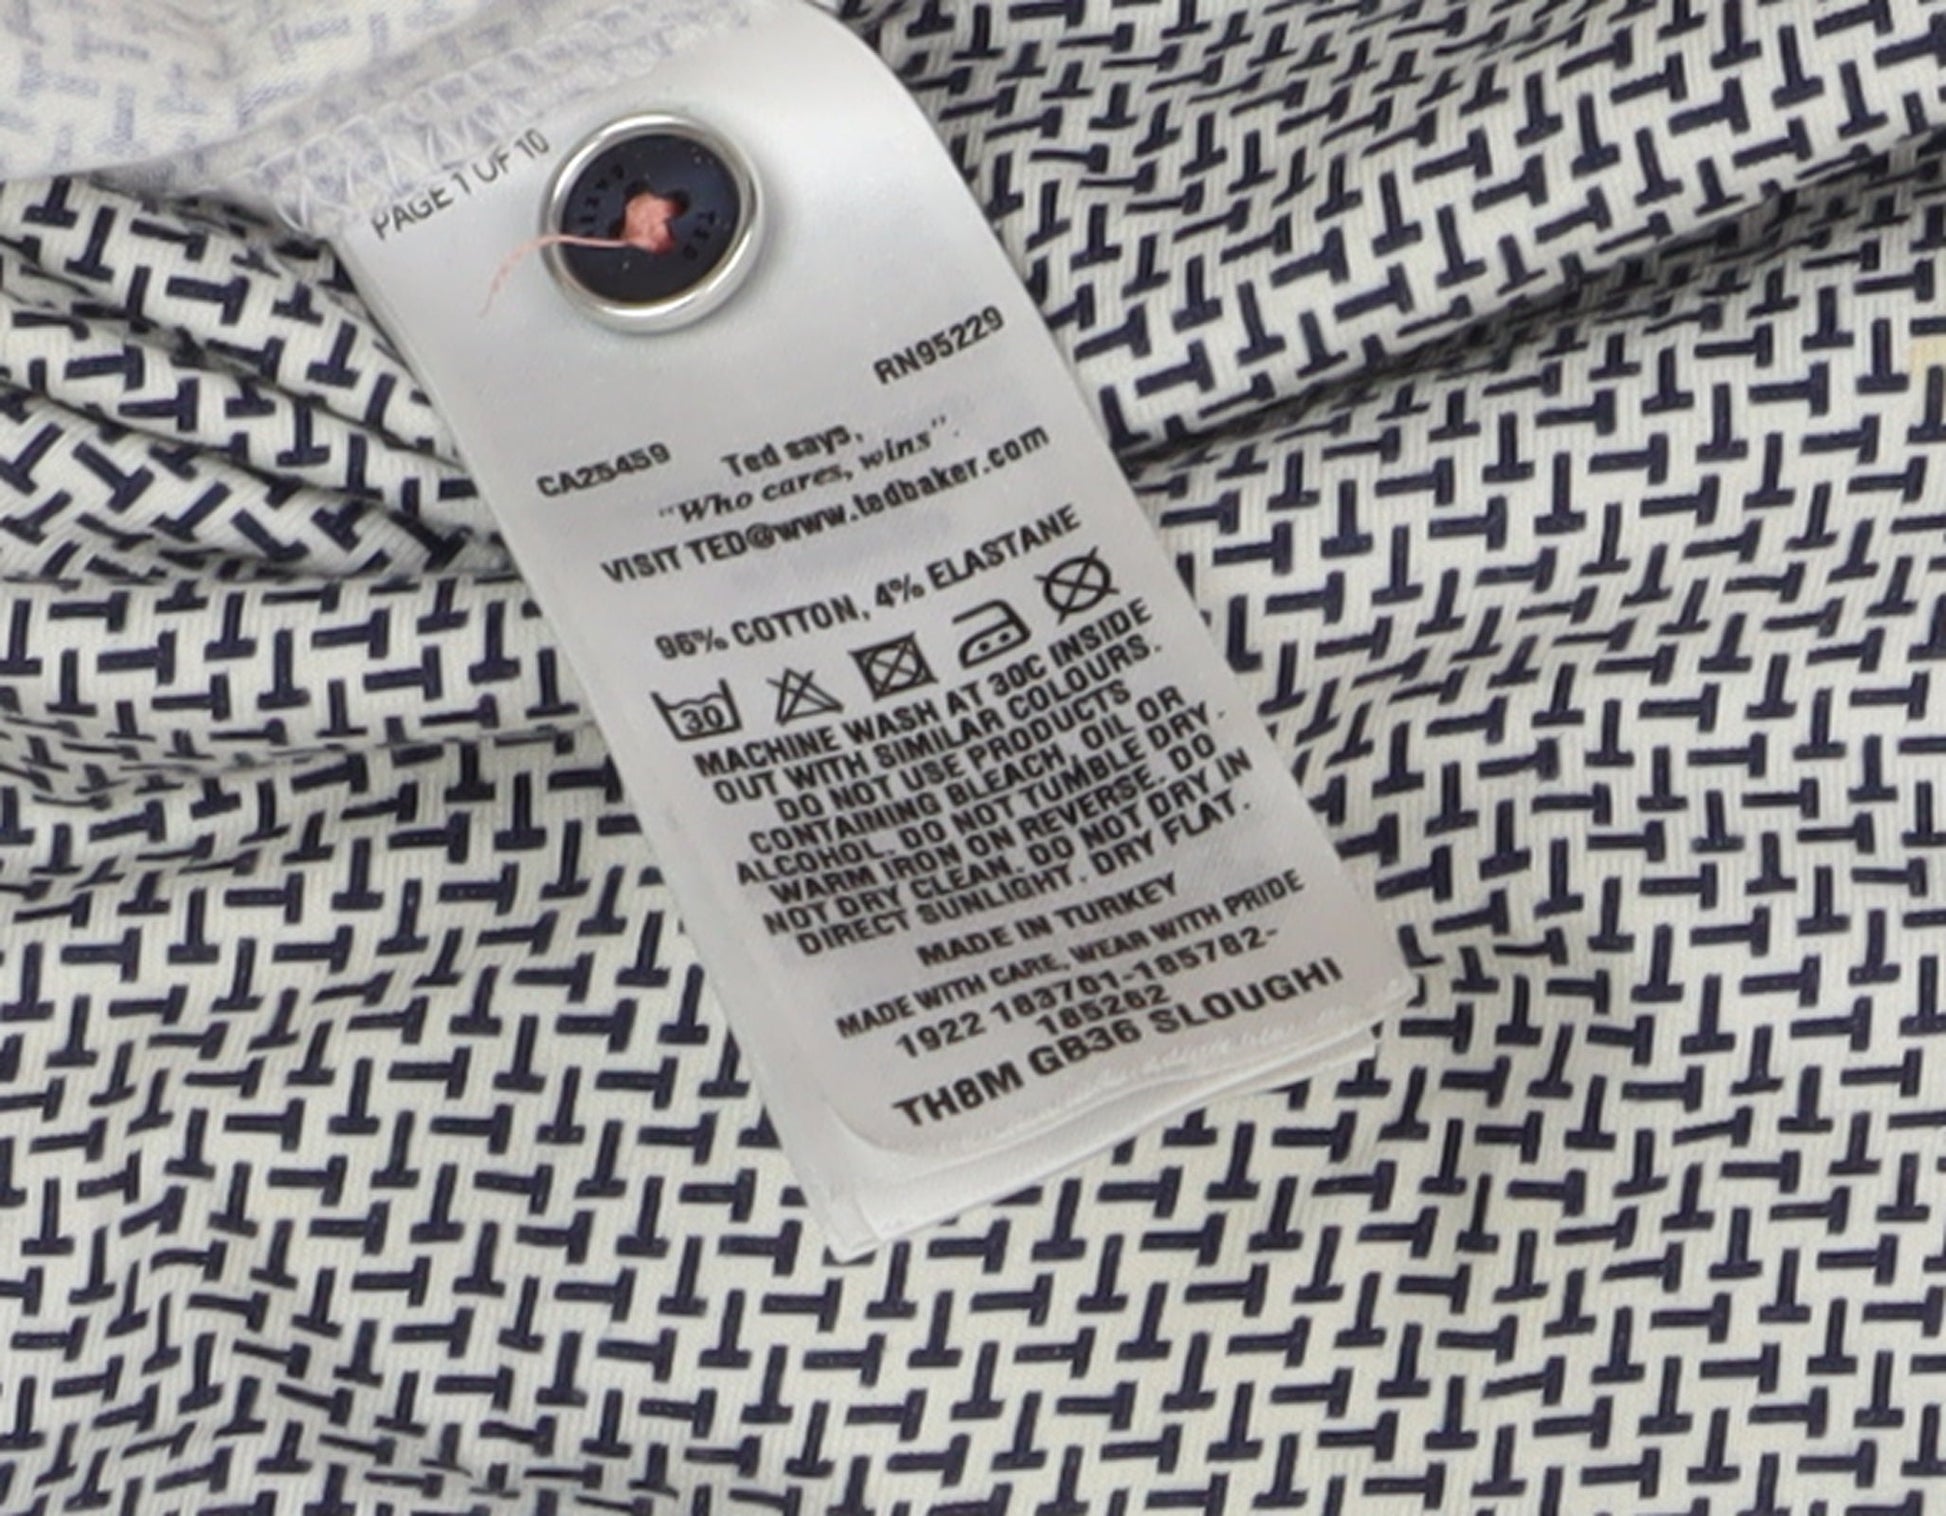 PAGE 1 OF 10
TED BAKER
RN95229
CA25459
Ted says,
"Who cares, wins".
VISIT TED@www.tedbaker.com
96% COTTON, 4% ELASTANE
30
MACHINE WASH AT 30C INSIDE
OUT WITH SIMILAR COLOURS.
DO NOT USE PRODUCTS
CONTAINING BLEACH, OIL OR
ALCOHOL. DO NOT TUMBLE DRY.
WARM IRON ON REVERSE. DO
NOT DRY CLEAN. DO NOT DRY IN
DIRECT SUNLIGHT. DRY FLAT.
MADE IN TURKEY
MADE WITH CARE, WEAR WITH PRIDE
1922 183701-185782-
185262
TH8M GB36 SLOUGHI